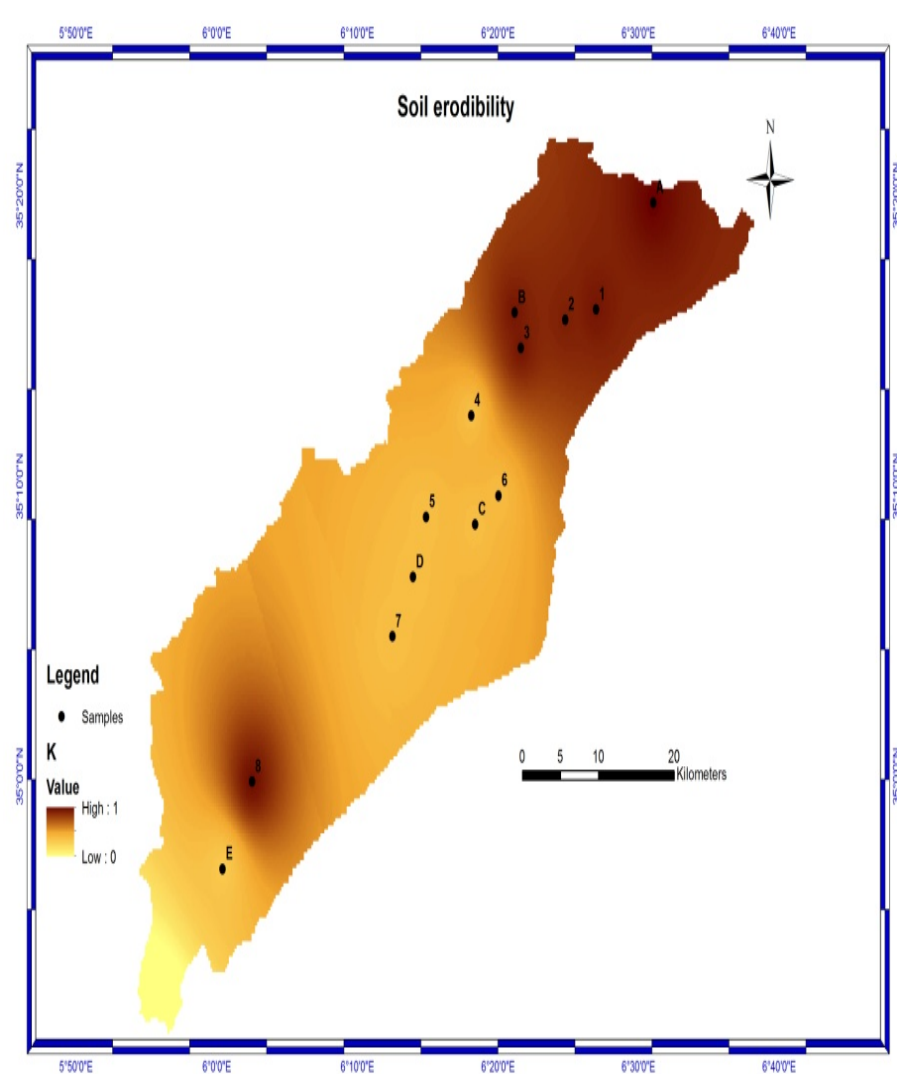 5°50'0"E 6°0'0"E 6°10'0"E 6°20'0"E 6°30'0"E 6°40'0"E
Soil erodibility
N
35°20'0"N 35°20'0"N
A
B 2 1
3
4
35°10'0"N 35°10'0"N
6
5 C
D
7
Legend
Samples
K
Value
High : 1
Low : 0
8
0 5 10 20
Kilometers
35°0'0"N 35°0'0"N
E
5°50'0"E 6°0'0"E 6°10'0"E 6°20'0"E 6°30'0"E 6°40'0"E